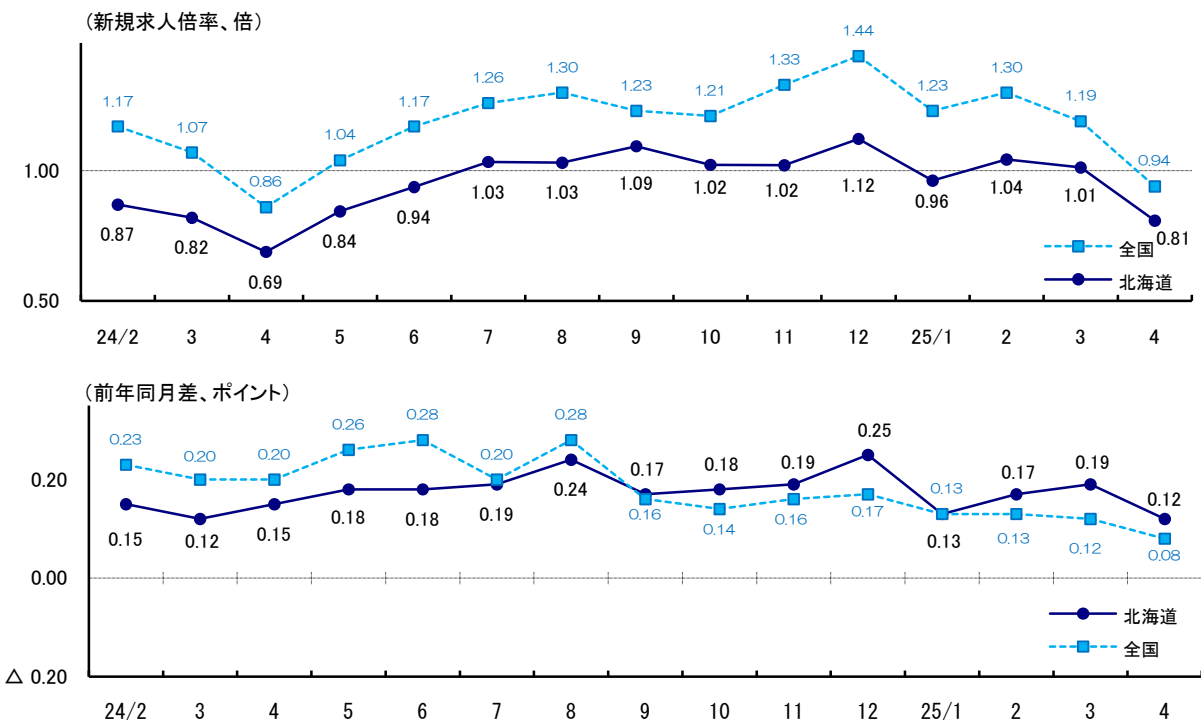 (新規求人倍率、倍)
1.17 1.07 0.86 1.04 1.17 1.26 1.30 1.23 1.21 1.33 1.44 1.23 1.30 1.19 0.94
1.00
0.87 0.82 0.69 0.84 0.94 1.03 1.03 1.09 1.02 1.02 1.12 0.96 1.04 1.01 0.81
全国
北海道
0.50
24/2 3 4 5 6 7 8 9 10 11 12 25/1 2 3 4
(前年同月差、ポイント)
0.23 0.20 0.20 0.26 0.28 0.20 0.28 0.16 0.14 0.16 0.17 0.13 0.13 0.12 0.08
0.20
0.15 0.12 0.15 0.18 0.18 0.19 0.24 0.17 0.18 0.19 0.25 0.13 0.17 0.19 0.12
0.00
北海道
全国
△ 0.20
24/2 3 4 5 6 7 8 9 10 11 12 25/1 2 3 4